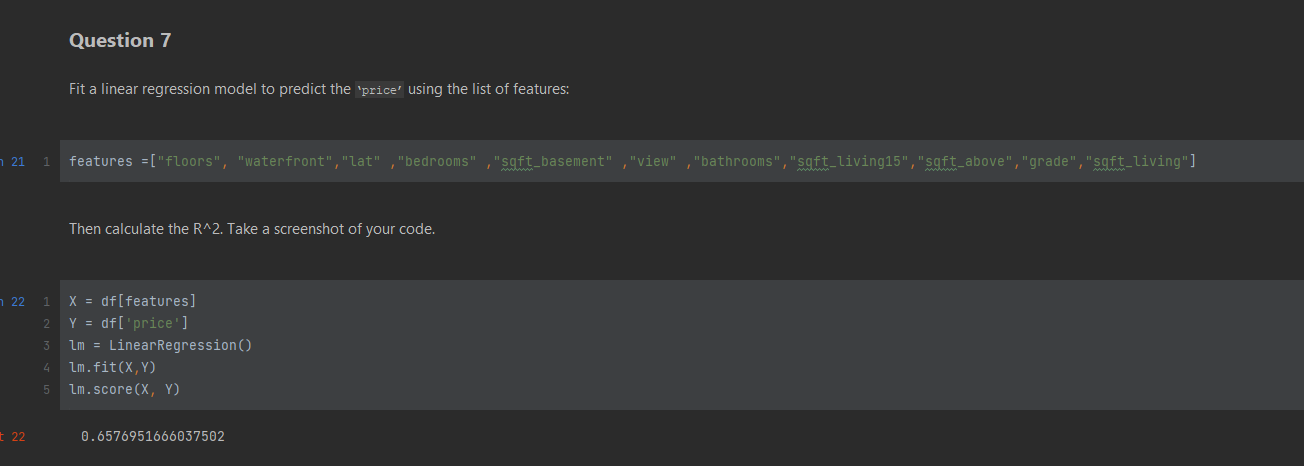 Question 7
Fit a linear regression model to predict the 'price' using the list of features:
n 21 1 features =["floors", "waterfront","lat" ,"bedrooms" ,"sqft_basement" ,"view" ,"bathrooms","sqft_living15","sqft_above","grade","sqft_living"]
Then calculate the R^2. Take a screenshot of your code.
n 22 1 X = df[features]
2 Y = df['price']
3 lm = LinearRegression()
4 lm.fit(X,Y)
5 lm.score(X, Y)
t 22 0.6576951666037502